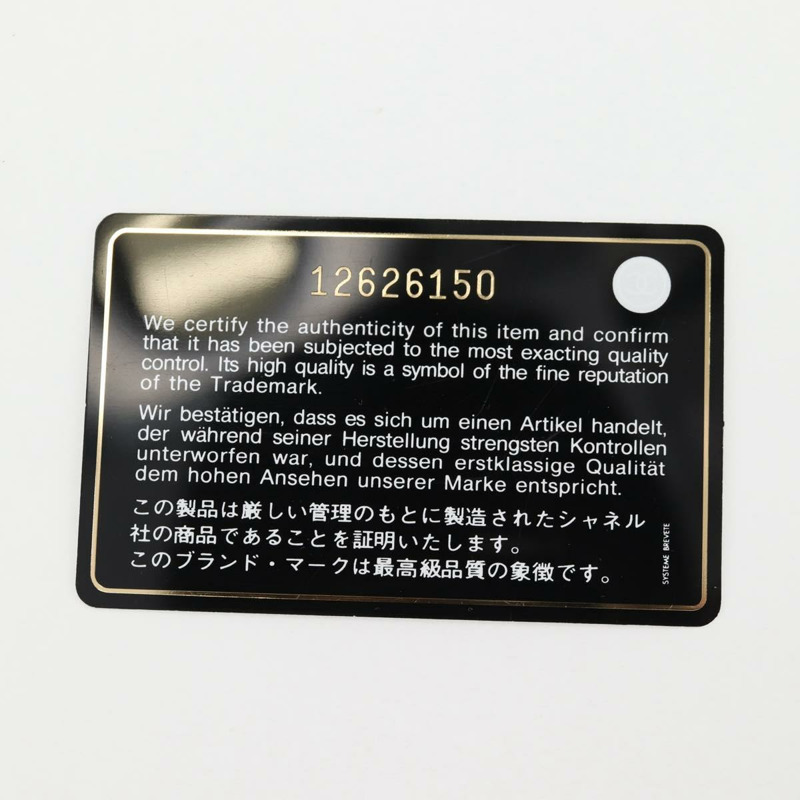 12626150
We certify the authenticity of this item and confirm
that it has been subjected to the most exacting quality
control. Its high quality is a symbol of the fine reputation
of the Trademark.
Wir bestätigen, dass es sich um einen Artikel handelt,
der während seiner Herstellung strengsten Kontrollen
unterworfen war, und dessen erstklassige Qualität
dem hohen Ansehen unserer Marke entspricht.
この製品は厳しい管理のもとに製造されたシャネル
社の商品であることを証明いたします。
このブランド・マークは最高級品質の象徴です。
SYSTEME BREVETE